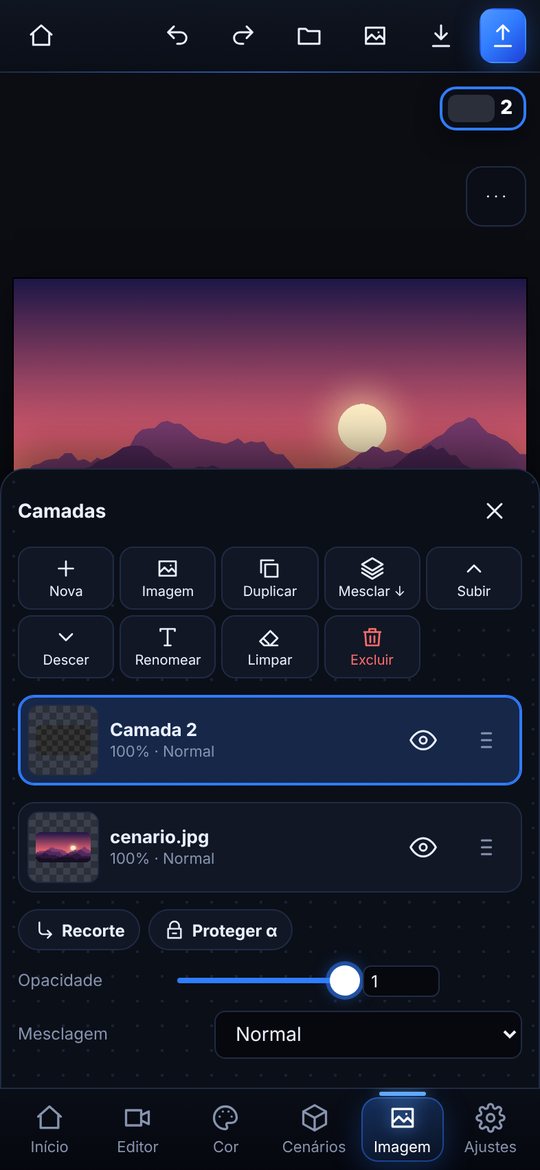 2
...
Camadas
Nova
Imagem
Duplicar
Mesclar ↓
Subir
Descer
Renomear
Limpar
Excluir
Camada 2
100% · Normal
cenario.jpg
100% · Normal
Recorte
Proteger α
Opacidade
1
Mesclagem
Normal
Início
Editor
Cor
Cenários
Imagem
Ajustes